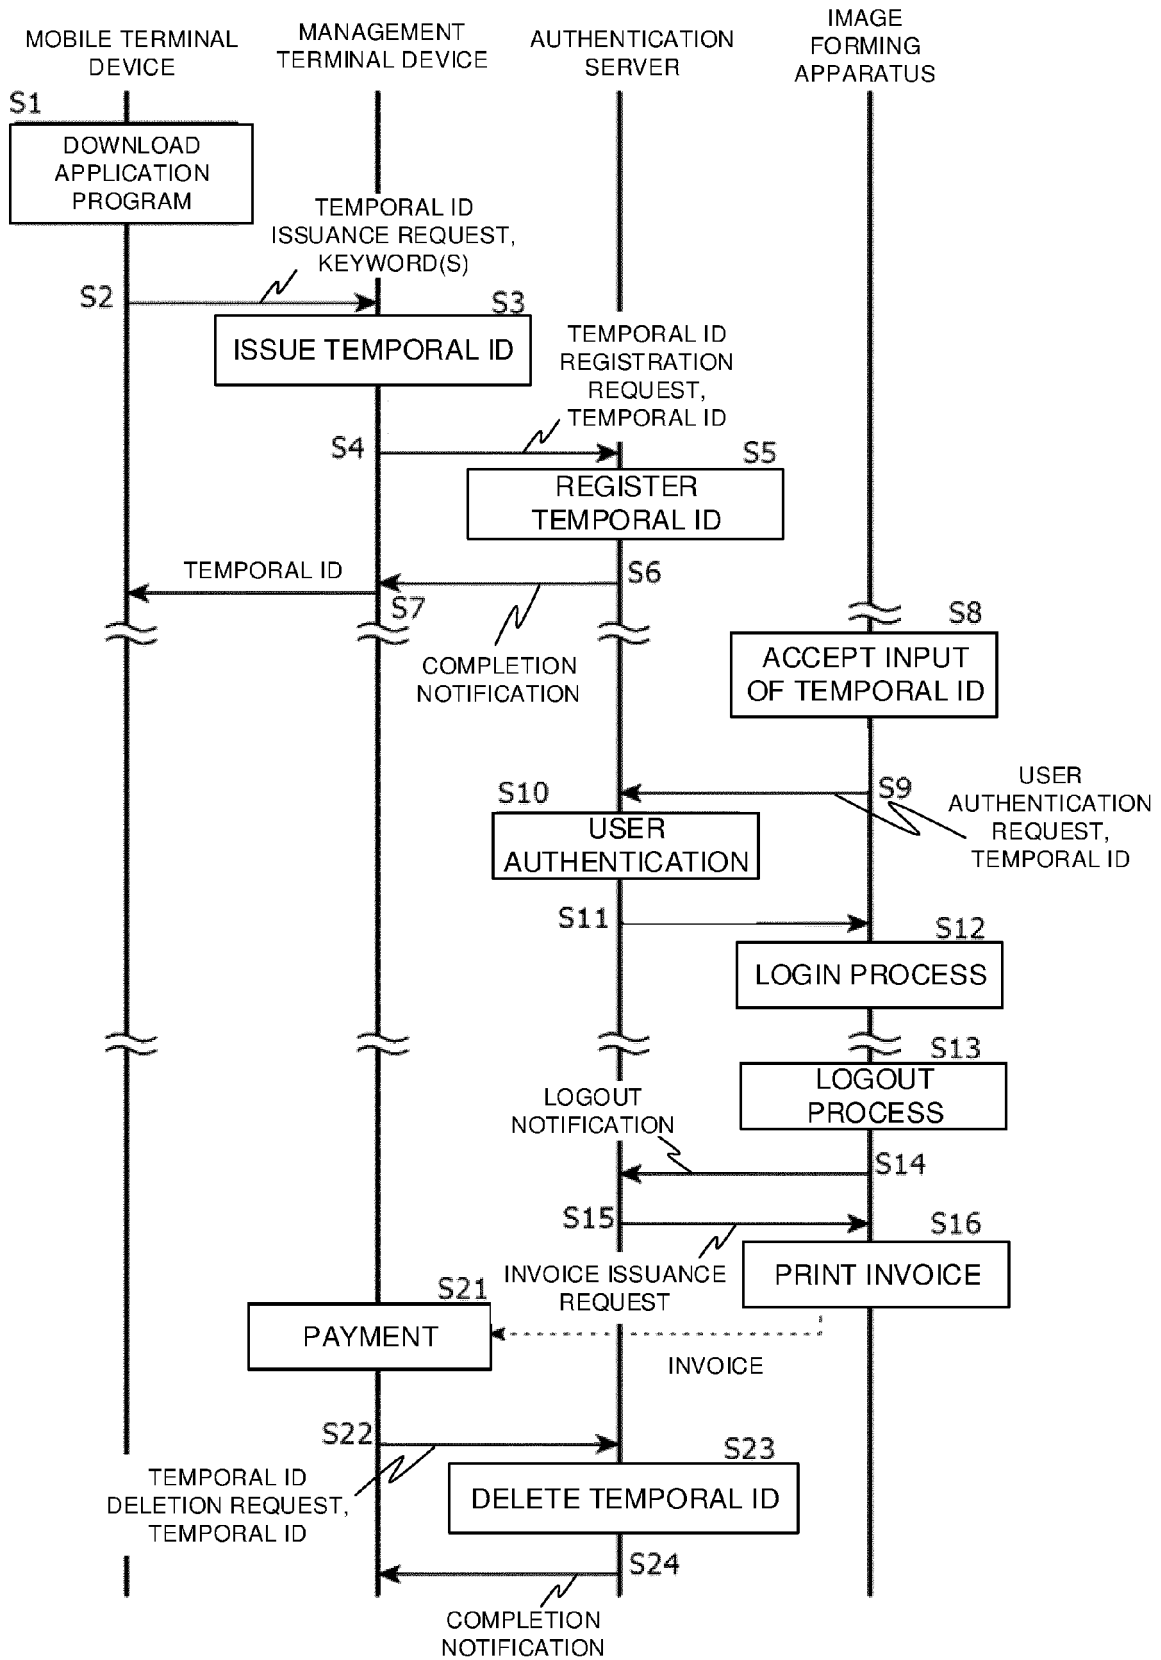 MOBILE TERMINAL
DEVICE
MANAGEMENT
TERMINAL DEVICE
AUTHENTICATION
SERVER
IMAGE
FORMING
APPARATUS
S1
DOWNLOAD
APPLICATION
PROGRAM
TEMPORAL ID
ISSUANCE REQUEST,
KEYWORD(S)
S2
S3
ISSUE TEMPORAL ID
TEMPORAL ID
REGISTRATION
REQUEST,
TEMPORAL ID
S4
S5
REGISTER
TEMPORAL ID
S6
TEMPORAL ID
S7
COMPLETION
NOTIFICATION
S8
ACCEPT INPUT
OF TEMPORAL ID
S9
USER
AUTHENTICATION
REQUEST,
TEMPORAL ID
S10
USER
AUTHENTICATION
S11
S12
LOGIN PROCESS
S13
LOGOUT
PROCESS
LOGOUT
NOTIFICATION
S14
S15
S16
INVOICE ISSUANCE
REQUEST
PRINT INVOICE
S21
PAYMENT
INVOICE
S22
TEMPORAL ID
DELETION REQUEST,
TEMPORAL ID
S23
DELETE TEMPORAL ID
S24
COMPLETION
NOTIFICATION